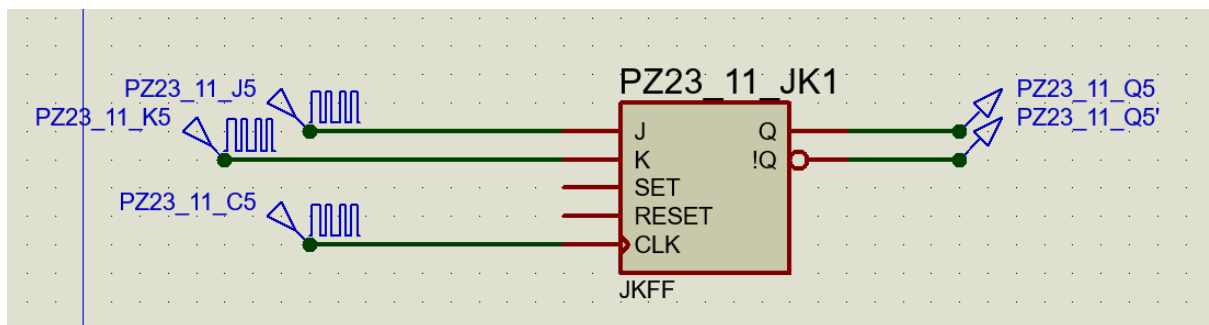 PZ23_11_JK1
PZ23_11_J5
PZ23_11_K5
PZ23_11_C5
J
K
SET
RESET
CLK
Q
!Q
JKFF
PZ23_11_Q5
PZ23_11_Q5'